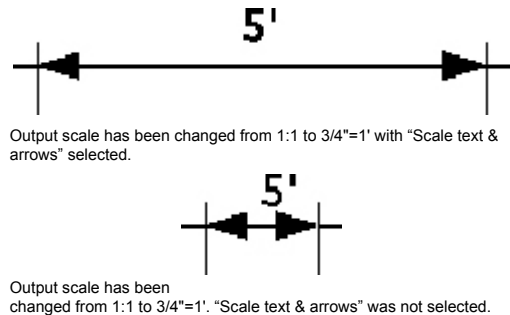 5'
Output scale has been changed from 1:1 to 3/4"=1' with “Scale text &
arrows” selected.
5'
Output scale has been
changed from 1:1 to 3/4"=1'. “Scale text & arrows” was not selected.